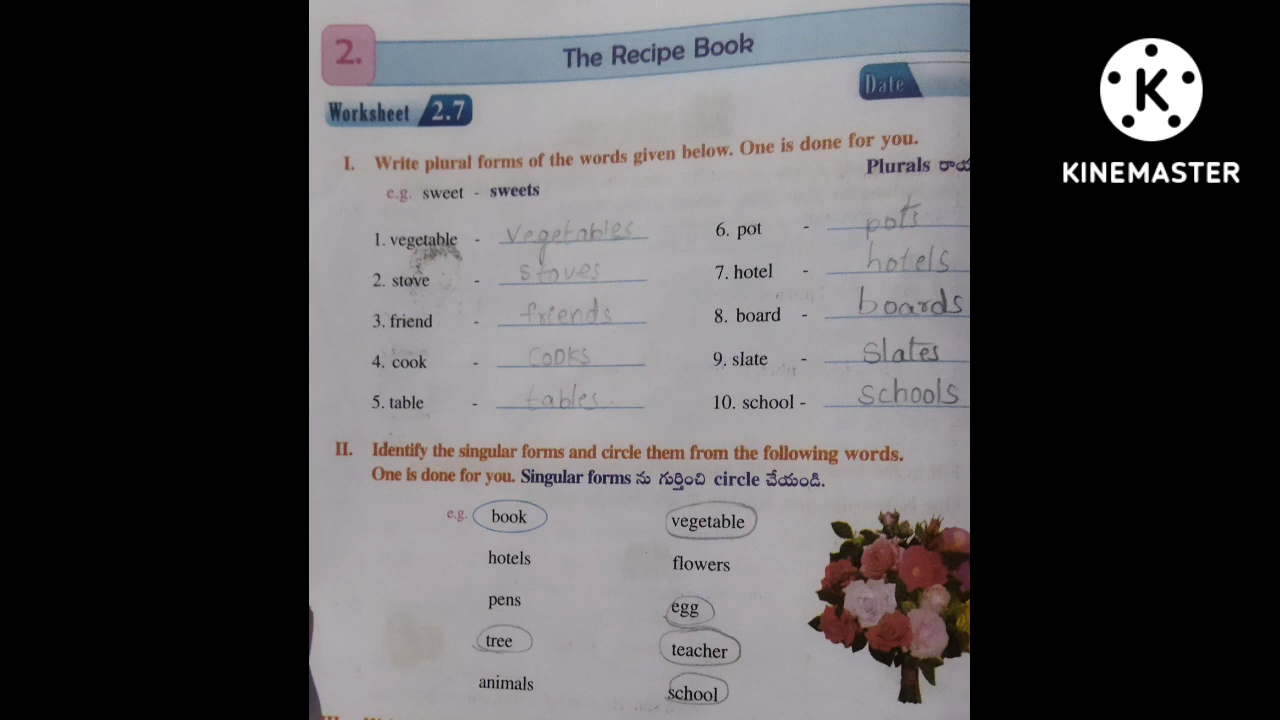 2.
The Recipe Book
Date
Worksheet 2.7
I. Write plural forms of the words given below. One is done for you.
Plurals
e.g. sweet - sweets
1. vegetable - vegetables
2. stove - stoves
3. friend - friends
4. cook - cooks
5. table - tables.
6. pot - pots
7. hotel - hotels
8. board - boards
9. slate - slates
10. school - schools
II. Identify the singular forms and circle them from the following words.
One is done for you. Singular forms ను గుర్తించి circle చేయండి.
e.g. book
hotels
pens
tree
animals
vegetable
flowers
egg
teacher
school
K
KINEMASTER